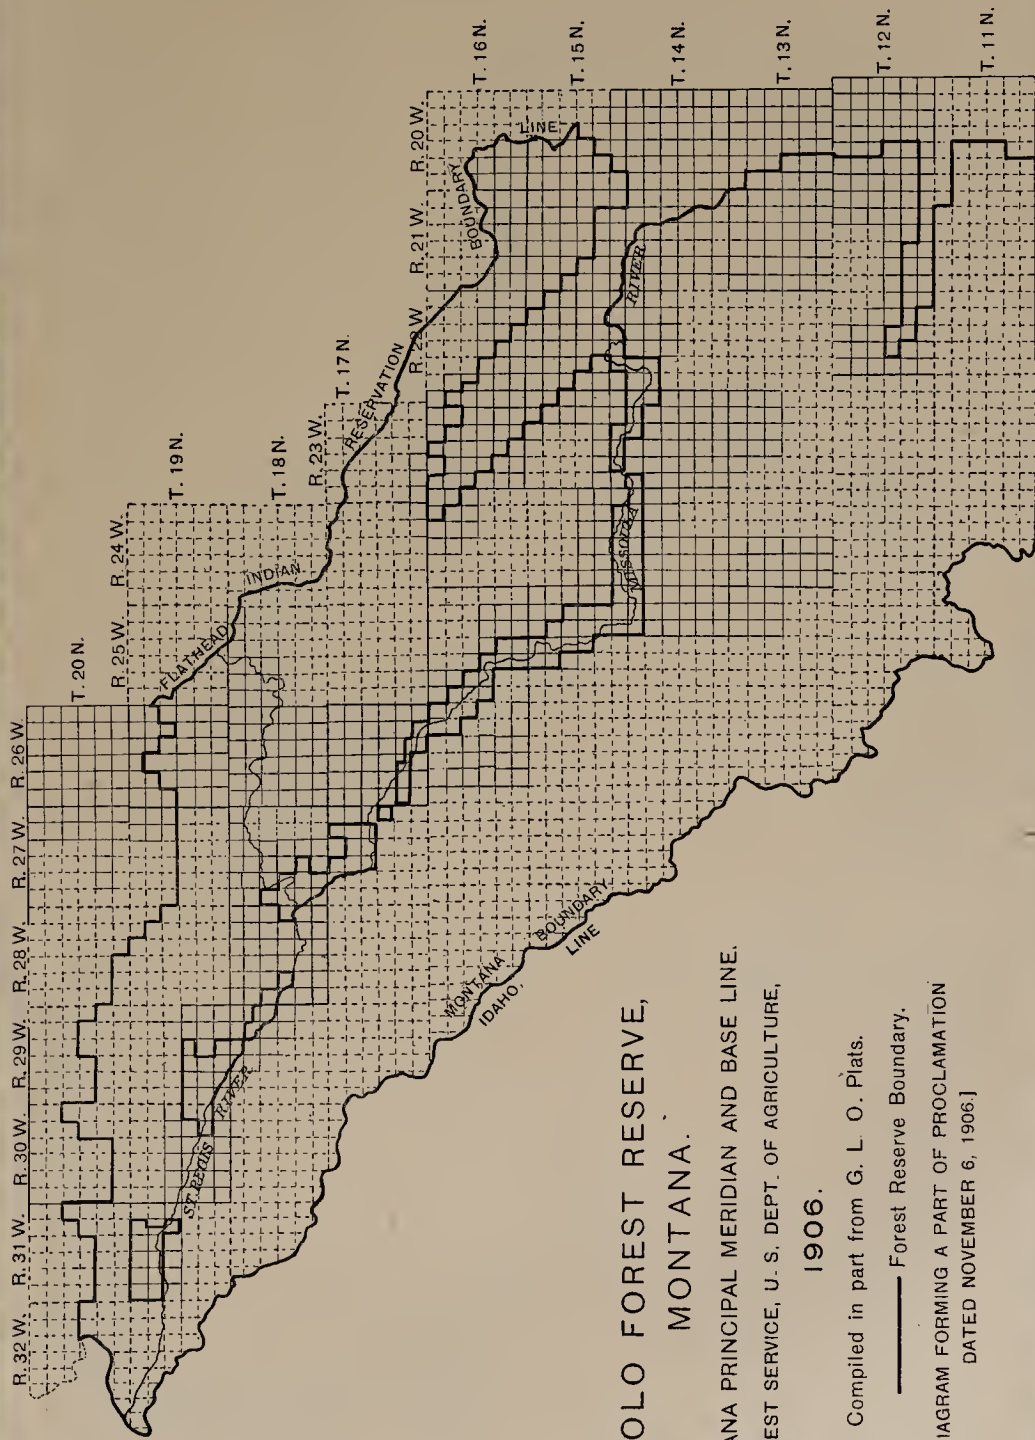 OLO FOREST RESERVE,
MONTANA.
ANA PRINCIPAL MERIDIAN AND BASE LINE.
EST SERVICE, U. S. DEPT. OF AGRICULTURE,
1906.
Compiled in part from G. L. O. Plats.
Forest Reserve Boundary.
IAGRAM FORMING A PART OF PROCLAMATION
DATED NOVEMBER 6, 1906.]
R. 32 W.
R. 31 W.
R. 30 W.
R. 29 W.
R. 28 W.
R. 27 W.
R. 26 W.
T. 20 N.
R. 25 W.
R. 24 W.
T. 19 N.
T. 18 N.
R. 23 W.
T. 17 N.
R. 22 W.
R. 21 W.
R. 20 W.
T. 16 N.
T. 15 N.
T. 14 N.
T. 13 N.
T. 12 N.
T. 11 N.
FLATHEAD
INDIAN
RESERVATION
BOUNDARY
LINE
ST. REGIS
RIVER
MISSOULA
RIVER
MONTANA
IDAHO.
BOUNDARY
LINE